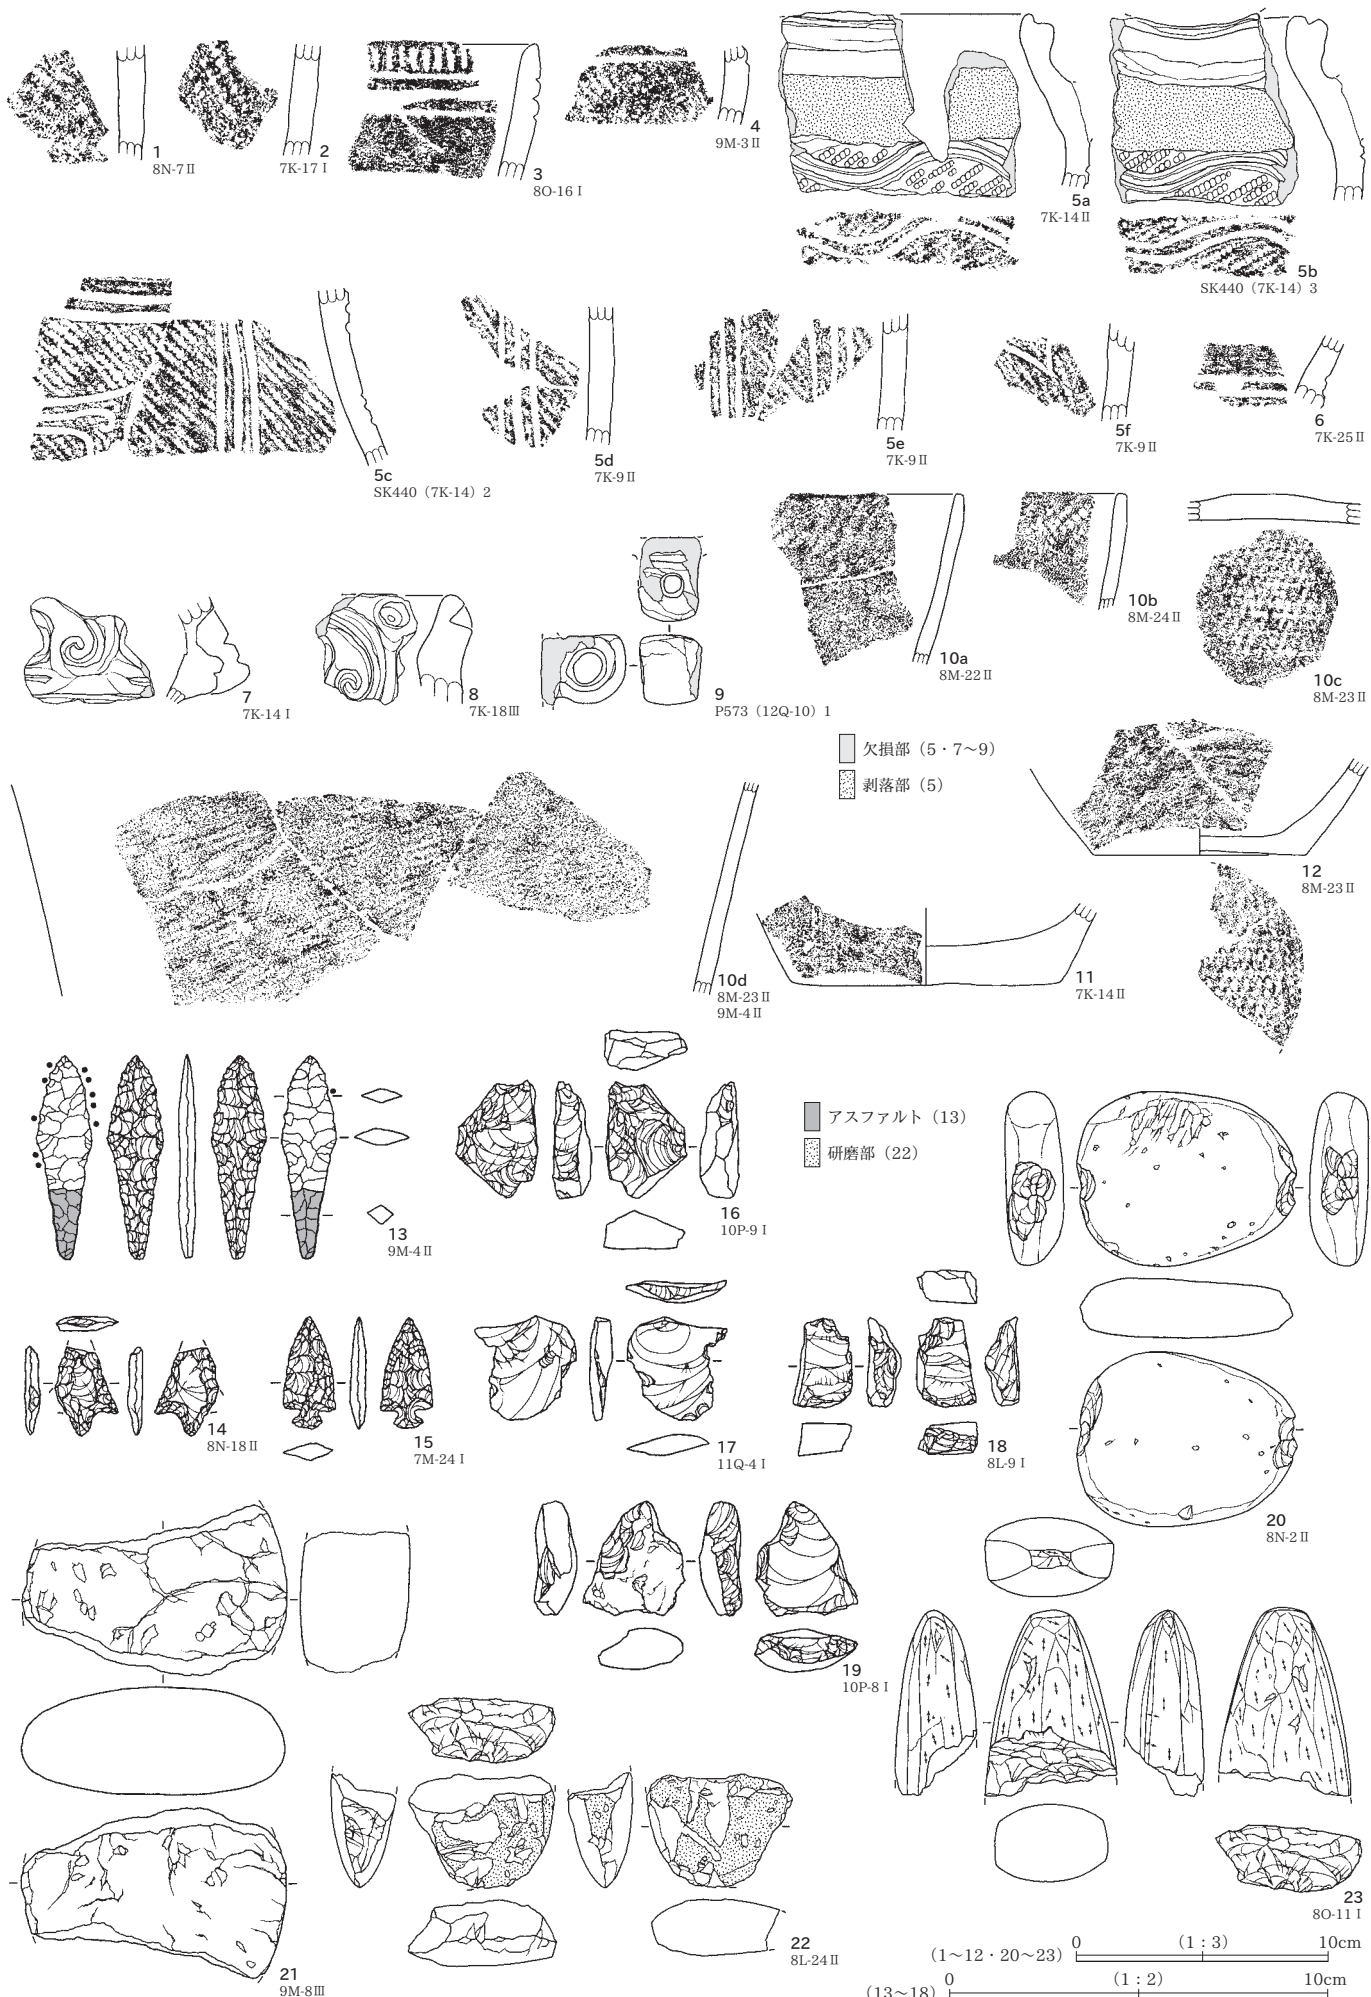 1
8N-7Ⅱ
2
7K-17Ⅰ
3
8O-16Ⅰ
4
9M-3Ⅱ
5a
7K-14Ⅱ
5b
SK440（7K-14）3
5c
SK440（7K-14）2
5d
7K-9Ⅱ
5e
7K-9Ⅱ
5f
7K-9Ⅱ
6
7K-25Ⅱ
7
7K-14Ⅰ
8
7K-18Ⅲ
9
P573（12Q-10）1
10a
8M-22Ⅱ
10b
8M-24Ⅱ
10c
8M-23Ⅱ
欠損部（5・7～9）
剥落部（5）
10d
8M-23Ⅱ
9M-4Ⅱ
11
7K-14Ⅱ
12
8M-23Ⅱ
13
9M-4Ⅱ
アスファルト（13）
研磨部（22）
14
8N-18Ⅱ
15
7M-24Ⅰ
16
10P-9Ⅰ
17
11Q-4Ⅰ
18
8L-9Ⅰ
19
10P-8Ⅰ
20
8N-2Ⅱ
21
9M-8Ⅲ
22
8L-24Ⅱ
23
8O-11Ⅰ
（1～12・20～23） 0 （1：3） 10cm
（13～18） 0 （1：2） 10cm